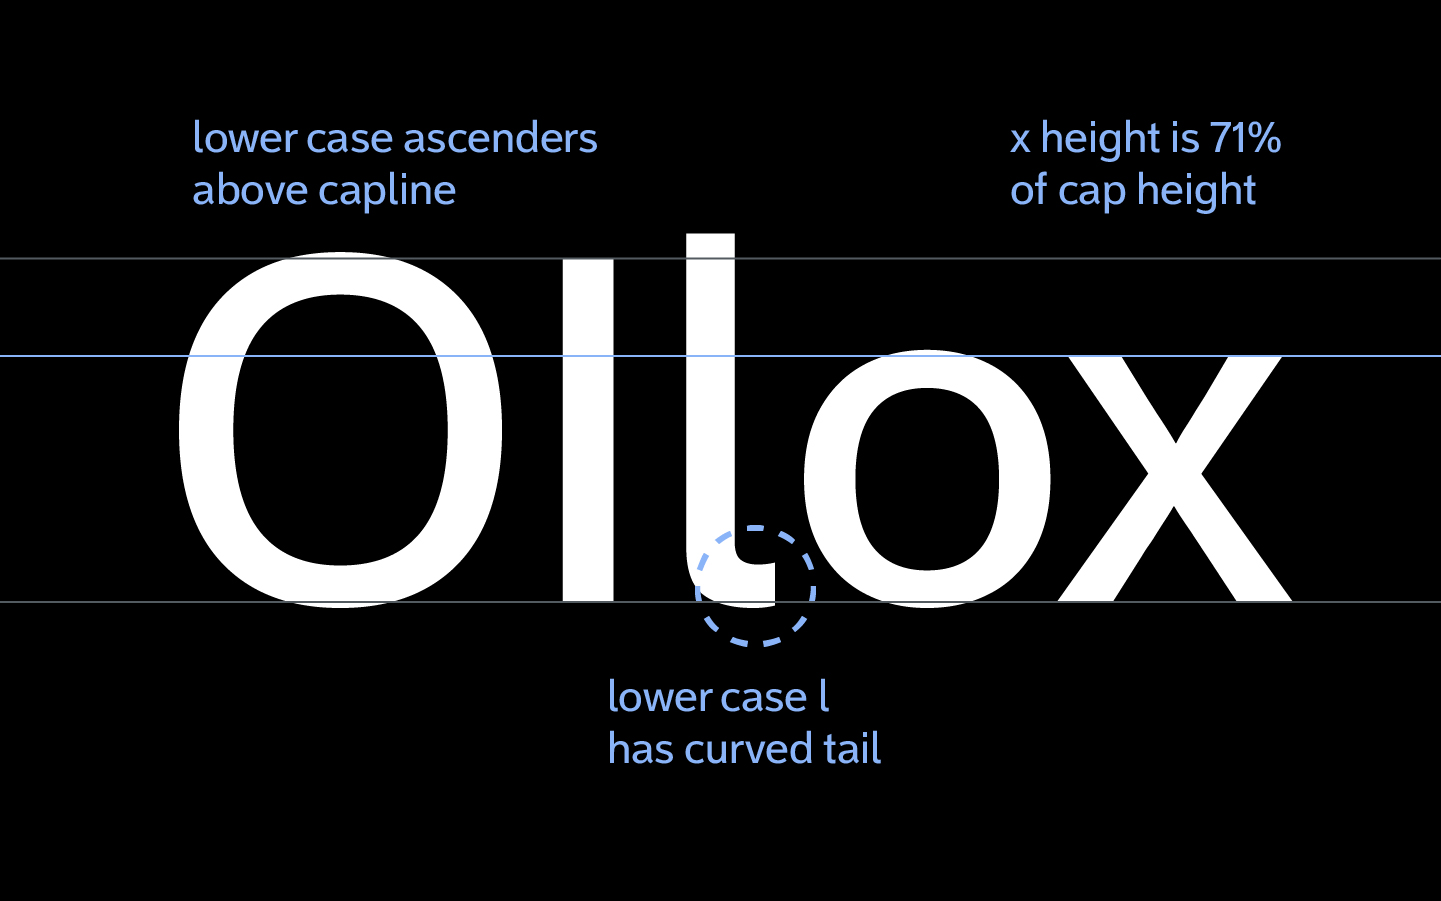 lower case ascenders
above capline
x height is 71%
of cap height
OIlox
lower case l
has curved tail